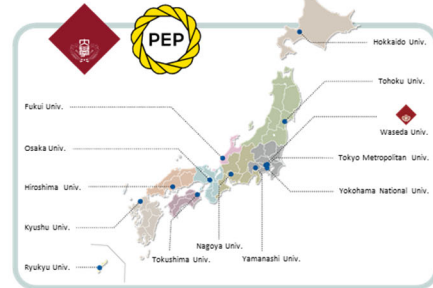 PEP
Hokkaido Univ.
Tohoku Univ.
Fukui Univ.
Waseda Univ.
Osaka Univ.
Tokyo Metropolitan Univ.
Hiroshima Univ.
Yokohama National Univ.
Kyushu Univ.
Nagoya Univ.
Tokushima Univ.
Yamanashi Univ.
Ryukyu Univ.